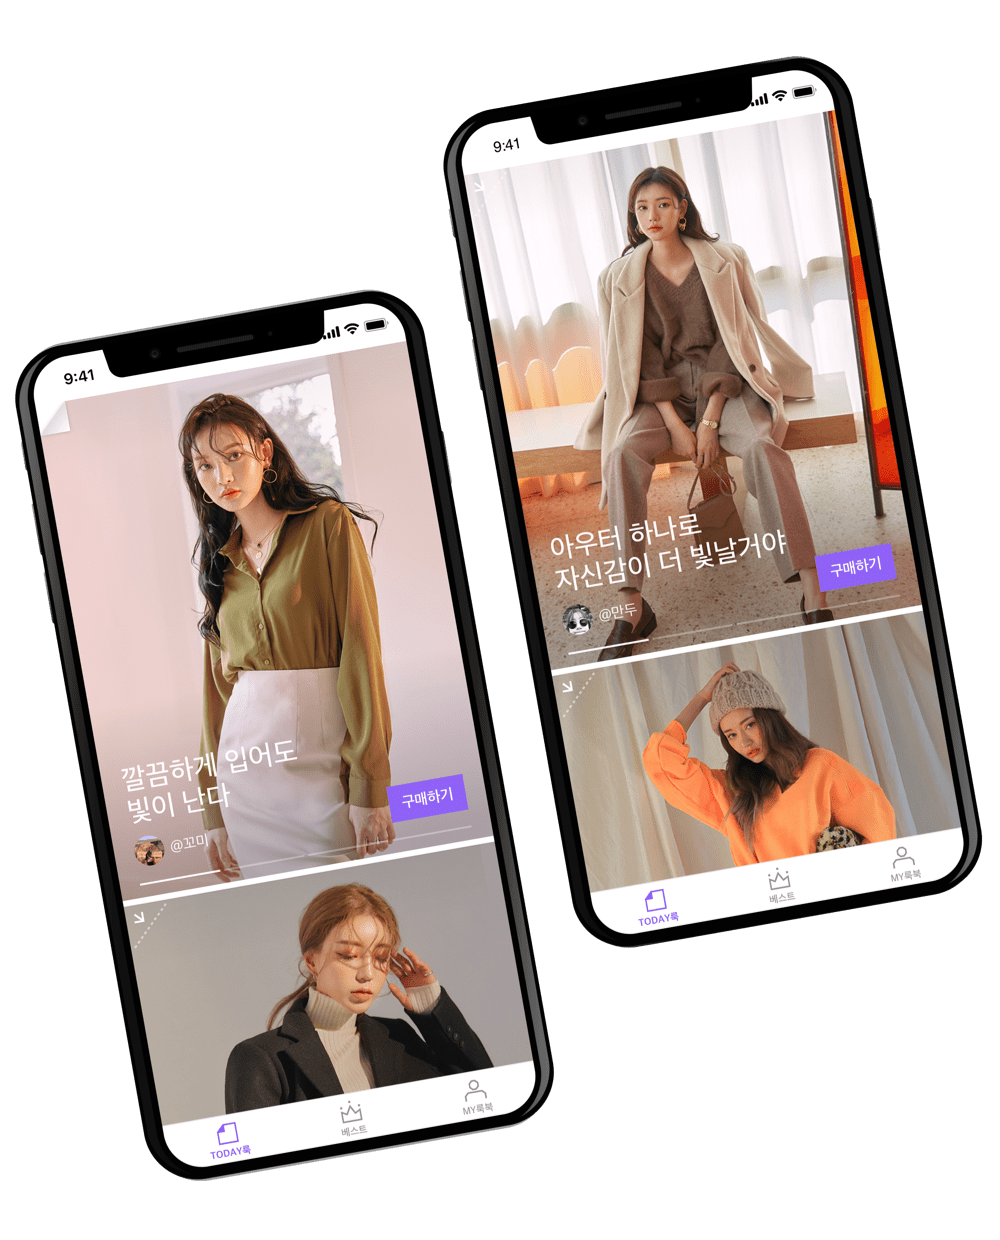 9:41
깔끔하게 입어도
빛이 난다
구매하기
@꼬미
TODAY룩
베스트
MY룩북
9:41
아우터 하나로
자신감이 더 빛날거야
구매하기
@만두
TODAY룩
베스트
MY룩북